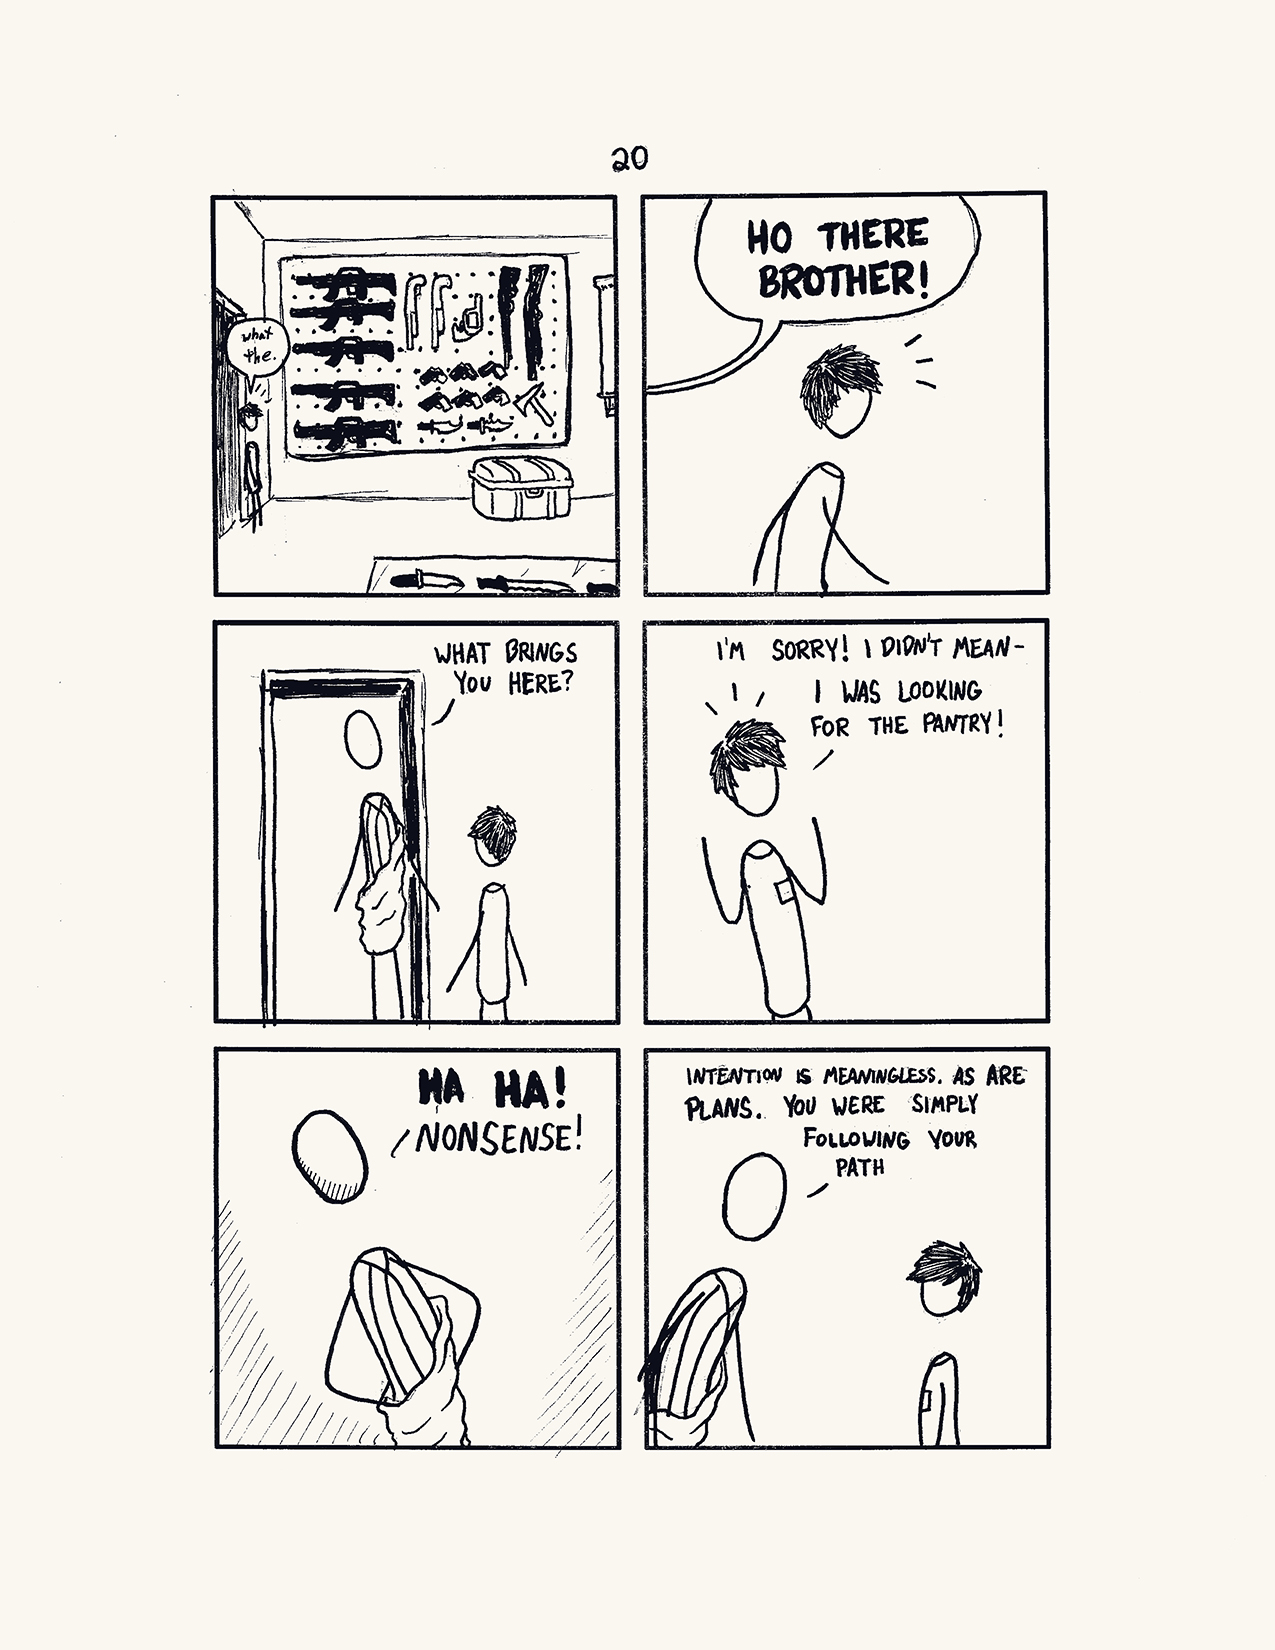 20
what
the.
HO THERE
BROTHER!
WHAT BRINGS
YOU HERE?
I'M SORRY! I DIDN'T MEAN-
I WAS LOOKING
FOR THE PANTRY!
HA HA!
NONSENSE!
INTENTION IS MEANINGLESS. AS ARE
PLANS. YOU WERE SIMPLY
FOLLOWING YOUR
PATH